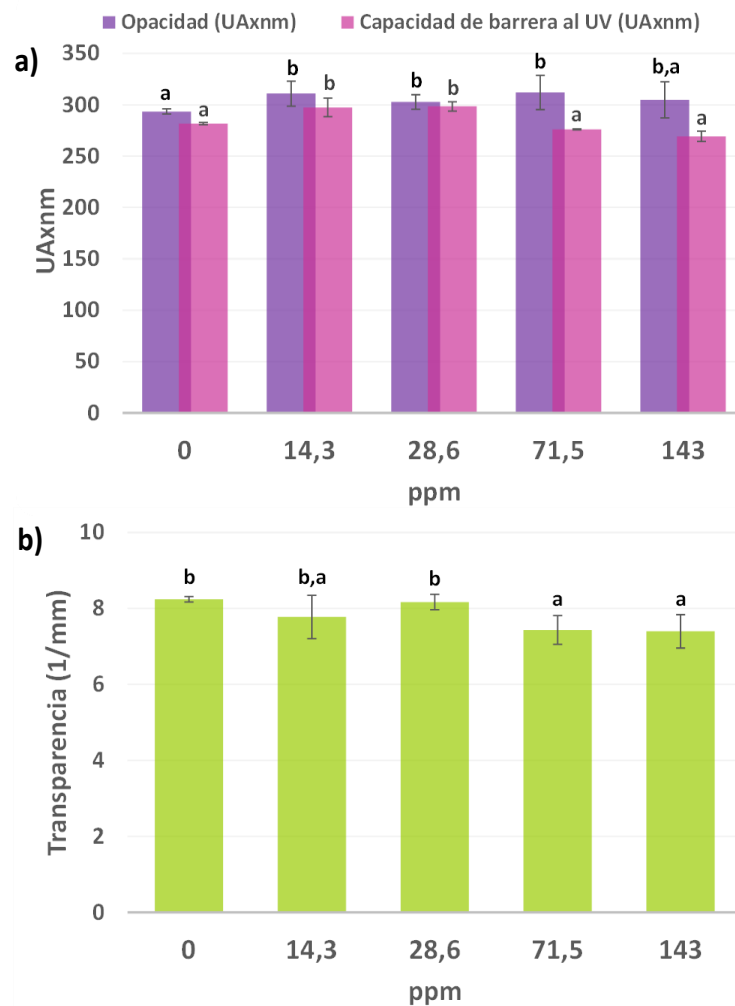 Opacidad (UAxnm) Capacidad de barrera al UV (UAxnm)
a)
350
300
250
200
150
100
50
0
UAxnm
a a b b b b b a b,a a
0 14,3 28,6 71,5 143
ppm
b)
10
8
6
4
2
0
Transparencia (1/mm)
b b,a b a a
0 14,3 28,6 71,5 143
ppm